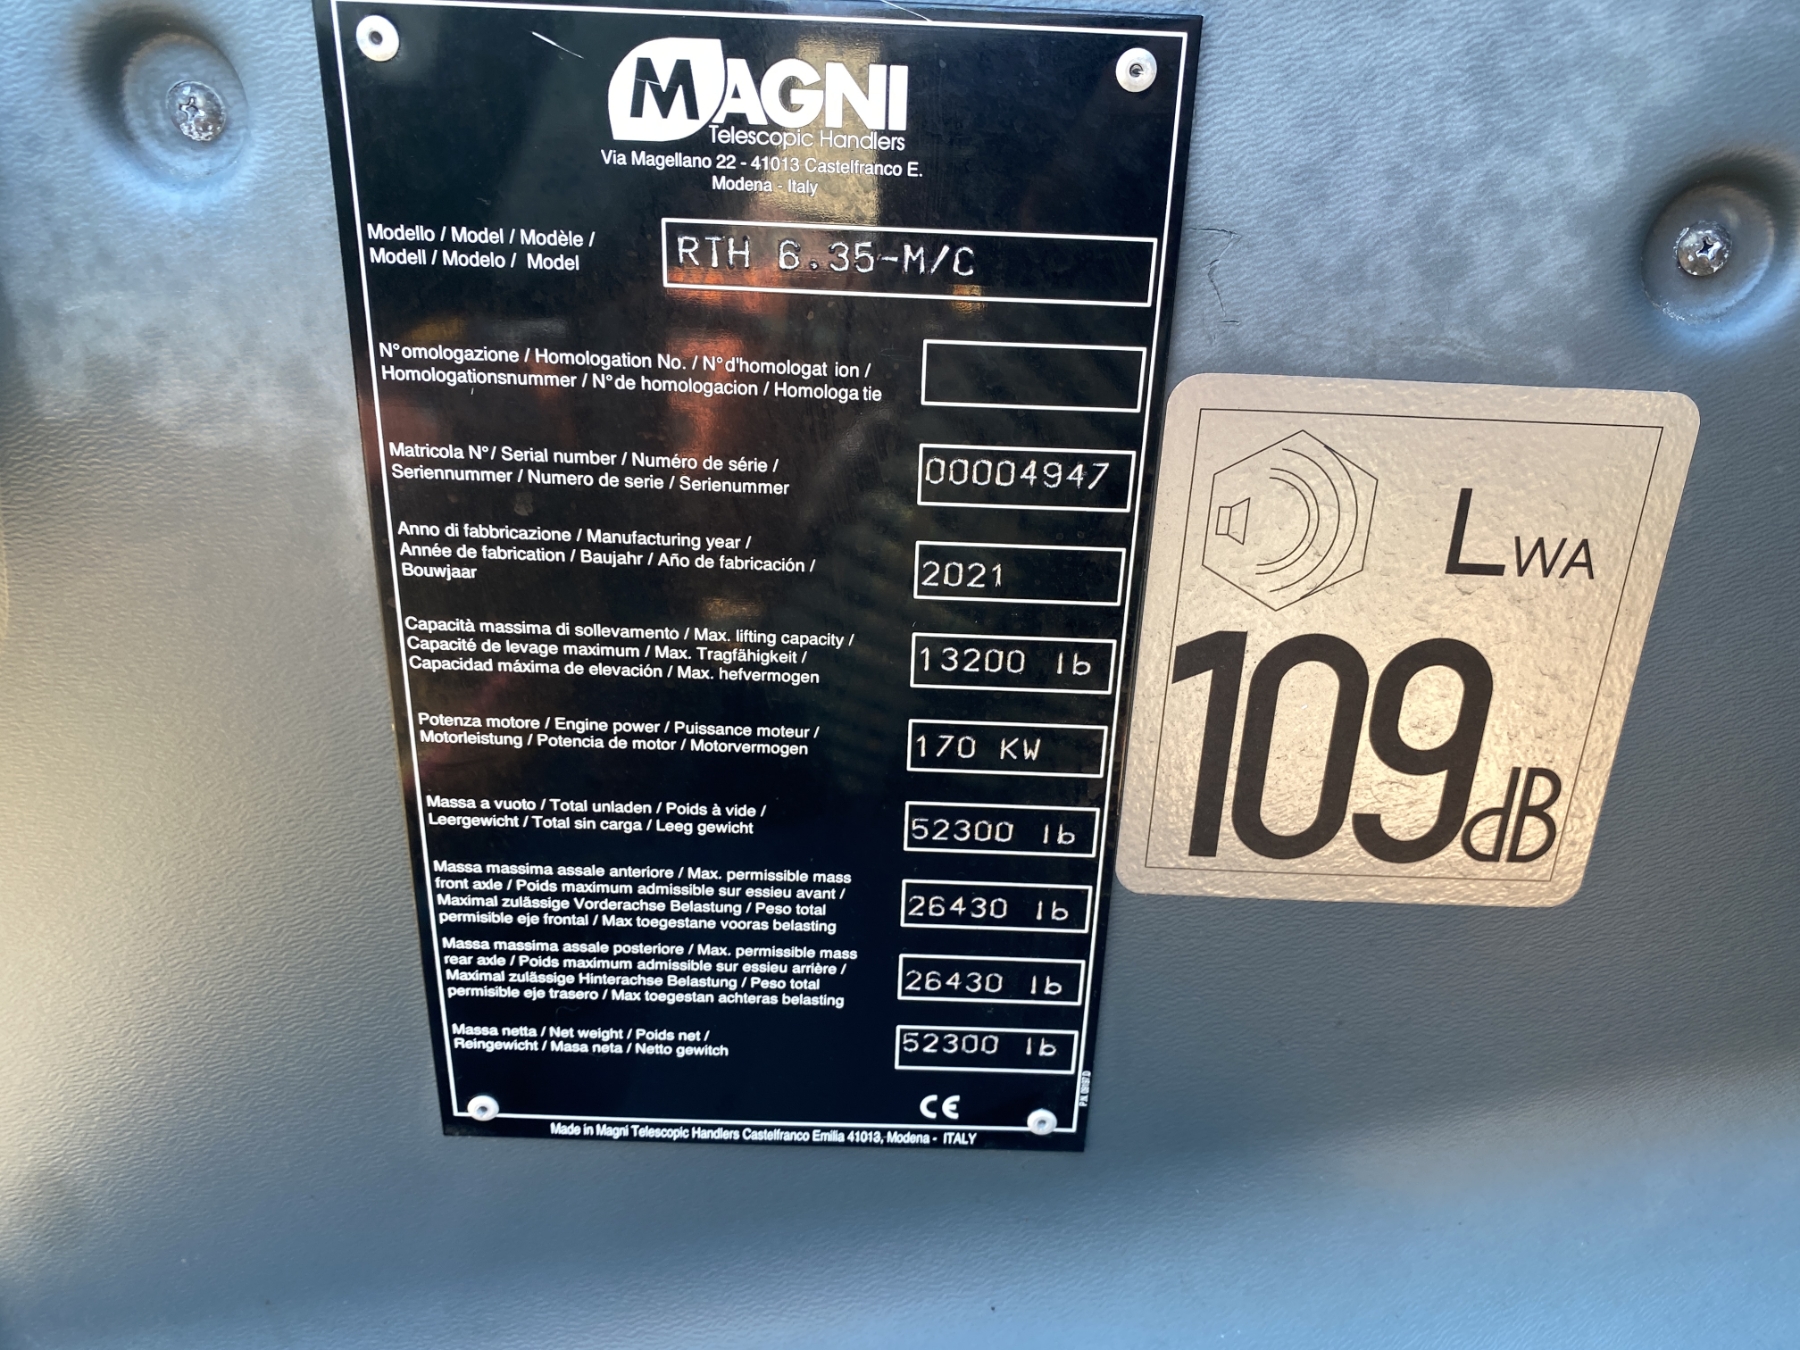 MAGNI
Telescopic Handlers
Via Magellano 22 - 41013 Castelfranco E.
Modena - Italy
Modello / Model / Modèle /
Modell / Modelo / Model
RTH 6.35-M/C
N° omologazione / Homologation No. / N° d'homologat ion /
Homologationsnummer / N° de homologacion / Homologa tie
Matricola N°/ Serial number / Numéro de série /
Seriennummer / Numero de serie / Serienummer
00004947
Anno di fabbricazione / Manufacturing year /
Année de fabrication / Baujahr / Año de fabricación /
Bouwjaar
2021
Capacità massima di sollevamento / Max. lifting capacity /
Capacité de levage maximum / Max. Tragfähigkeit /
Capacidad máxima de elevación / Max. hefvermogen
13200 lb
Potenza motore / Engine power / Puissance moteur /
Motorleistung / Potencia de motor / Motorvermogen
170 KW
Massa a vuoto / Total unladen / Poids à vide /
Leergewicht / Total sin carga / Leeg gewicht
52300 lb
Massa massima assale anteriore / Max. permissible mass
front axle / Poids maximum admissible sur essieu avant /
Maximal zulässige Vorderachse Belastung / Peso total
permisible eje frontal / Max toegestane vooras belasting
26430 lb
Massa massima assale posteriore / Max. permissible mass
rear axle / Poids maximum admissible sur essieu arrière /
Maximal zulässige Hinterachse Belastung / Peso total
permisible eje trasero / Max toegestan achteras belasting
26430 lb
Massa netta / Net weight / Poids net /
Reingewicht / Masa neta / Netto gewitch
52300 lb
CE
Made in Magni Telescopic Handlers Castelfranco Emilia 41013, Modena - ITALY
LWA
109dB